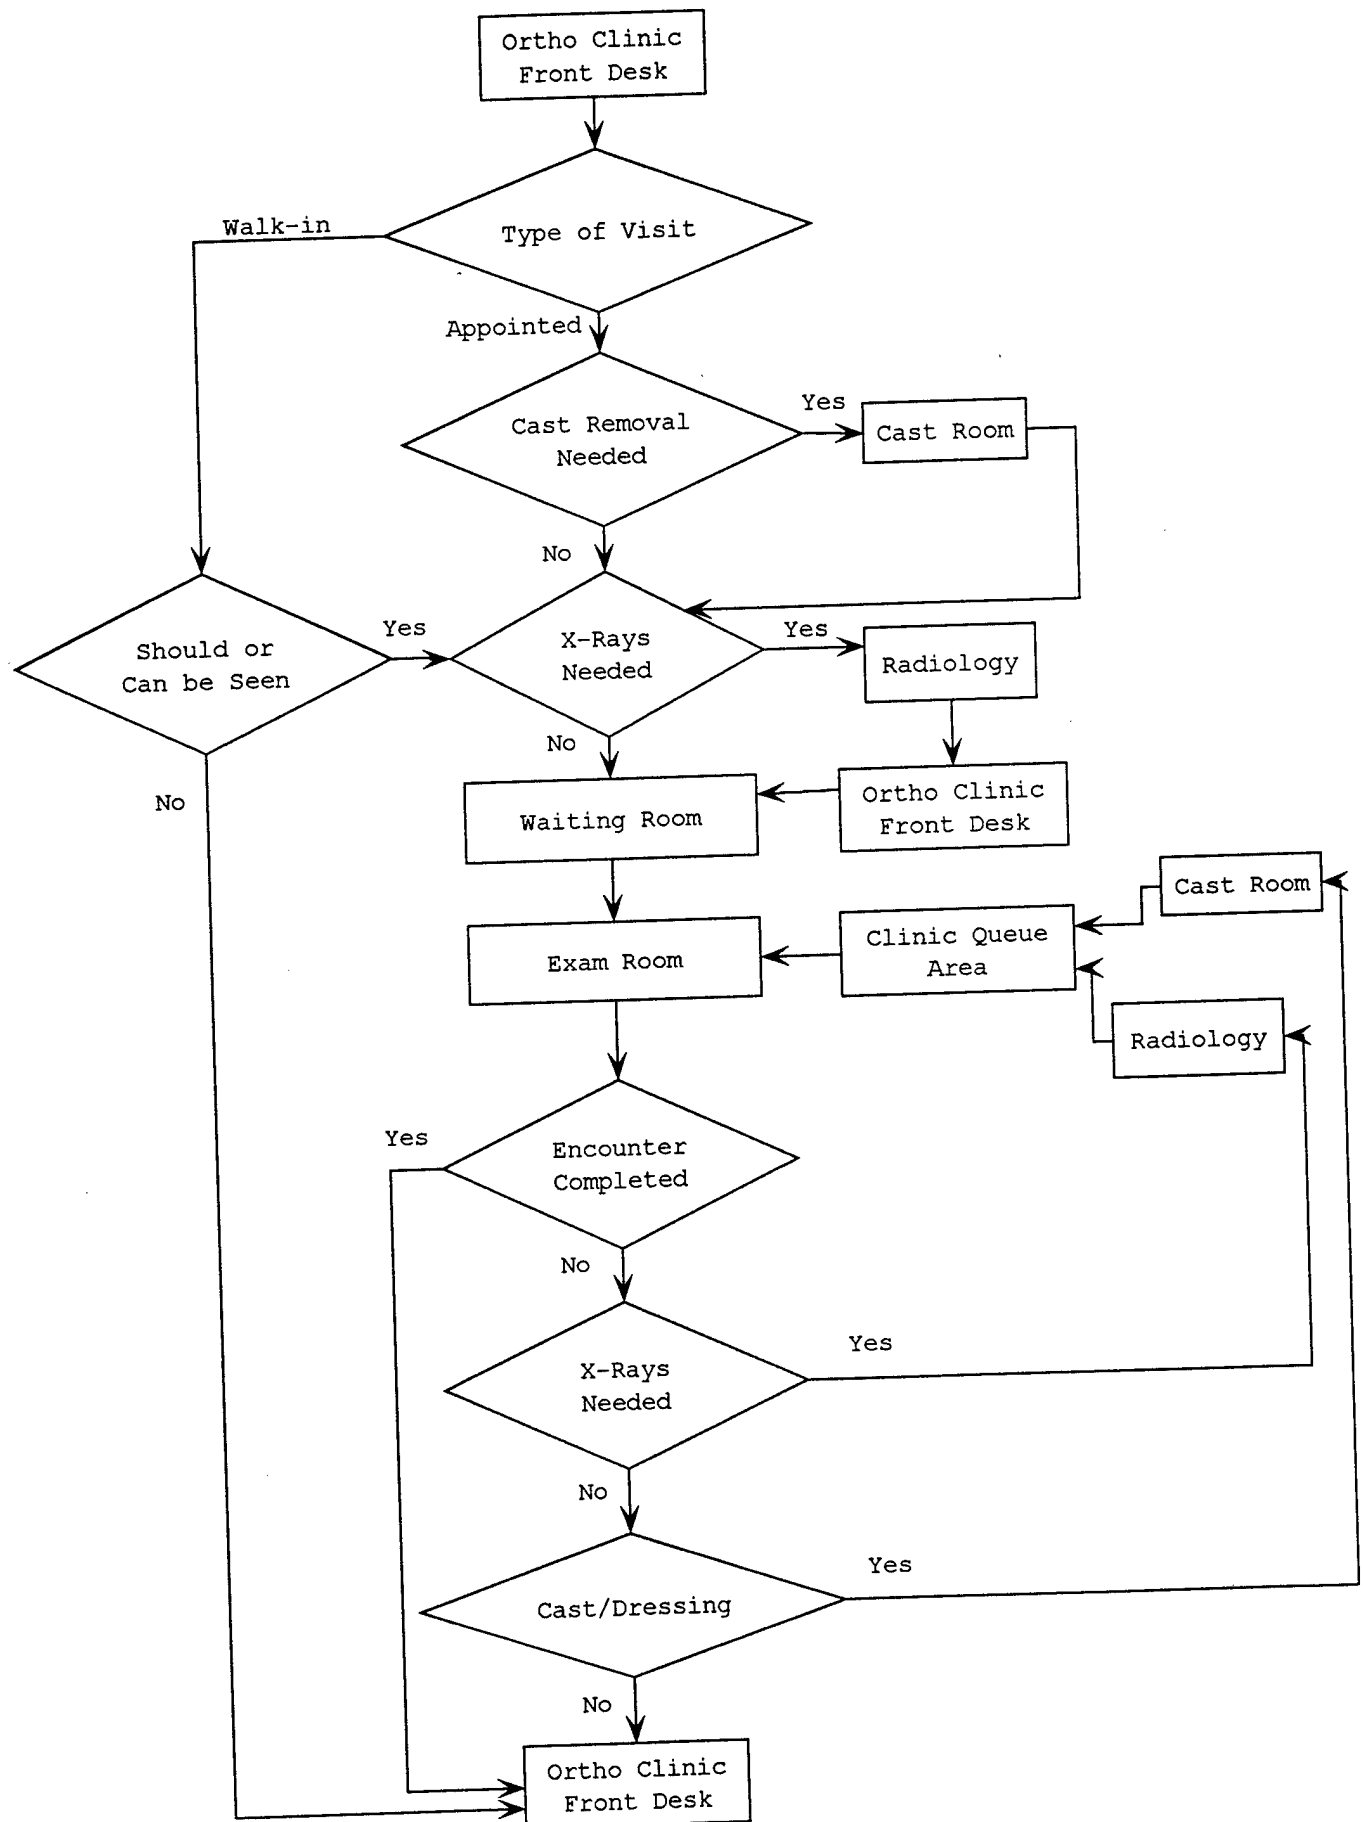 Ortho Clinic
Front Desk
Walk-in
Type of Visit
Appointed
Yes
Cast Removal
Needed
Cast Room
No
Should or
Can be Seen
Yes
X-Rays
Needed
Yes
Radiology
No
No
Waiting Room
Ortho Clinic
Front Desk
Cast Room
Exam Room
Clinic Queue
Area
Radiology
Yes
Encounter
Completed
No
X-Rays
Needed
Yes
No
Yes
Cast/Dressing
No
Ortho Clinic
Front Desk